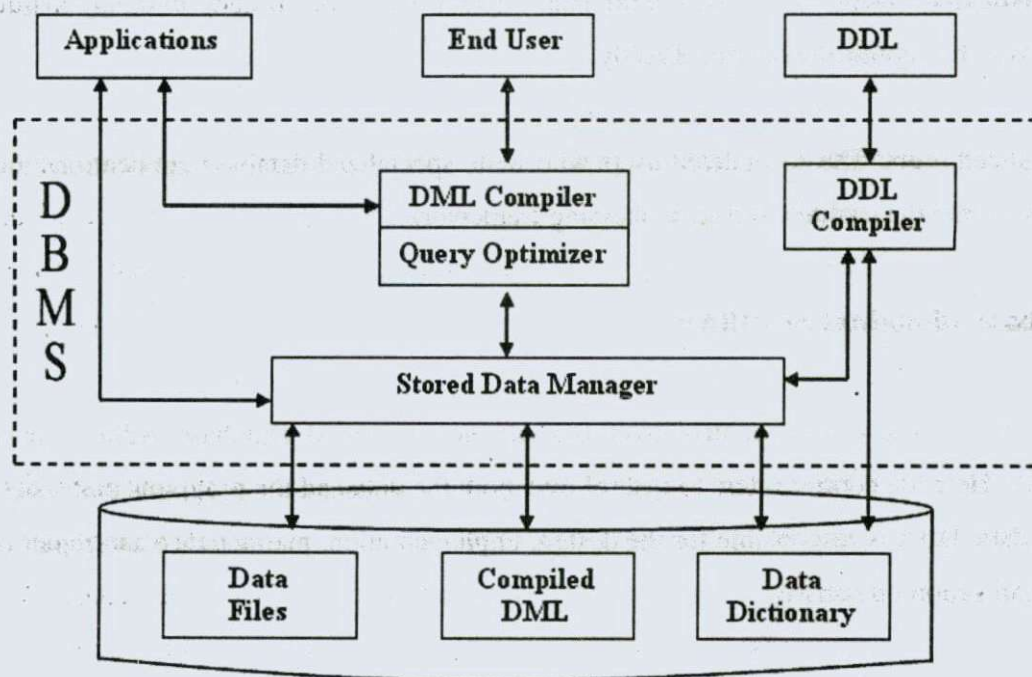 Applications
End User
DDL
DBMS
DML Compiler
Query Optimizer
DDL
Compiler
Stored Data Manager
Data
Files
Compiled
DML
Data
Dictionary